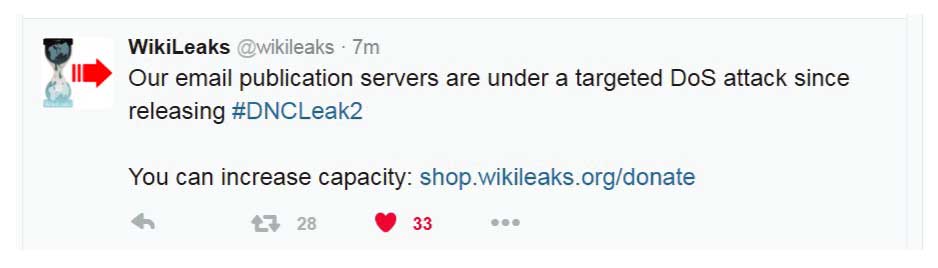 WikiLeaks @wikileaks · 7m
Our email publication servers are under a targeted DoS attack since
releasing #DNCLeak2
You can increase capacity: shop.wikileaks.org/donate
28 33